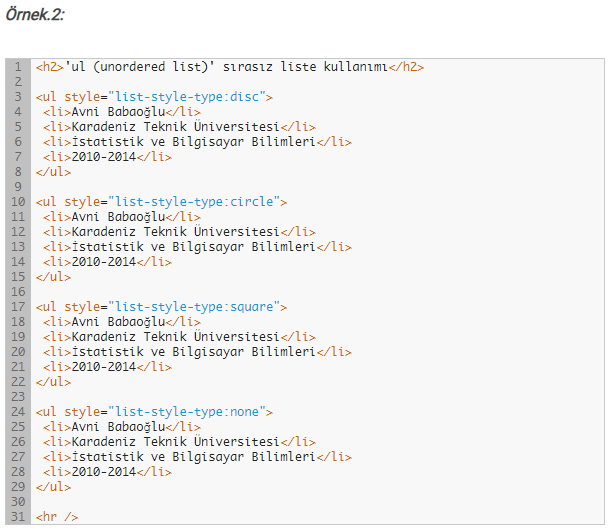 Örnek.2:
1 <h2>'ul (unordered list)' sırasız liste kullanımı</h2>
2
3 <ul style="list-style-type:disc">
4  <li>Avni Babaoğlu</li>
5  <li>Karadeniz Teknik Üniversitesi</li>
6  <li>İstatistik ve Bilgisayar Bilimleri</li>
7  <li>2010-2014</li>
8 </ul>
9
10 <ul style="list-style-type:circle">
11  <li>Avni Babaoğlu</li>
12  <li>Karadeniz Teknik Üniversitesi</li>
13  <li>İstatistik ve Bilgisayar Bilimleri</li>
14  <li>2010-2014</li>
15 </ul>
16
17 <ul style="list-style-type:square">
18  <li>Avni Babaoğlu</li>
19  <li>Karadeniz Teknik Üniversitesi</li>
20  <li>İstatistik ve Bilgisayar Bilimleri</li>
21  <li>2010-2014</li>
22 </ul>
23
24 <ul style="list-style-type:none">
25  <li>Avni Babaoğlu</li>
26  <li>Karadeniz Teknik Üniversitesi</li>
27  <li>İstatistik ve Bilgisayar Bilimleri</li>
28  <li>2010-2014</li>
29 </ul>
30
31 <hr />